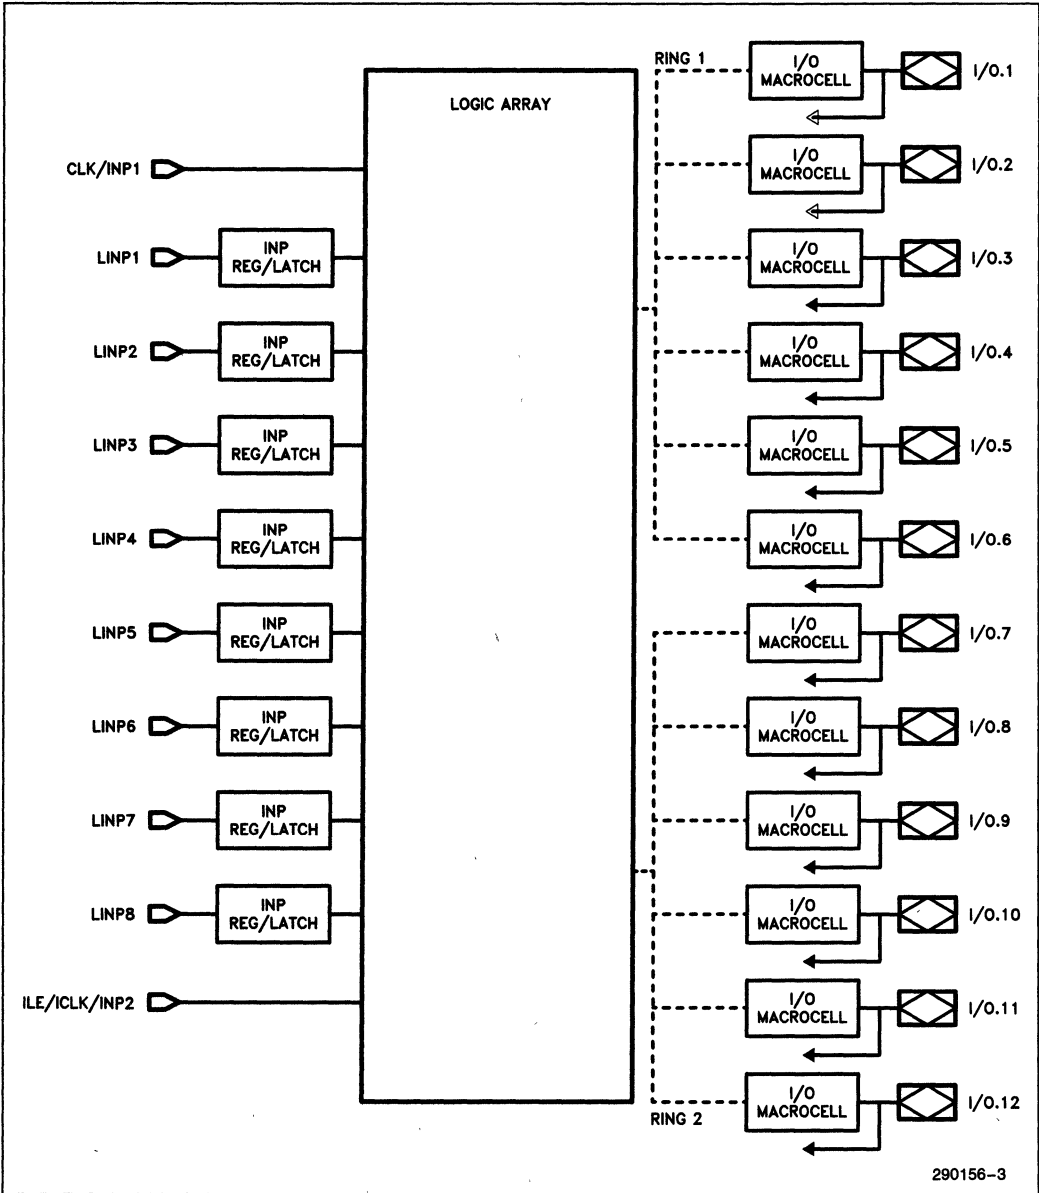 RING 1
LOGIC ARRAY
CLK/INP1
LINP1
INP
REG/LATCH
LINP2
INP
REG/LATCH
LINP3
INP
REG/LATCH
LINP4
INP
REG/LATCH
LINP5
INP
REG/LATCH
LINP6
INP
REG/LATCH
LINP7
INP
REG/LATCH
LINP8
INP
REG/LATCH
ILE/ICLK/INP2
I/O
MACROCELL
I/O.1
I/O
MACROCELL
I/O.2
I/O
MACROCELL
I/O.3
I/O
MACROCELL
I/O.4
I/O
MACROCELL
I/O.5
I/O
MACROCELL
I/O.6
I/O
MACROCELL
I/O.7
I/O
MACROCELL
I/O.8
I/O
MACROCELL
I/O.9
I/O
MACROCELL
I/O.10
I/O
MACROCELL
I/O.11
I/O
MACROCELL
I/O.12
RING 2
290156-3